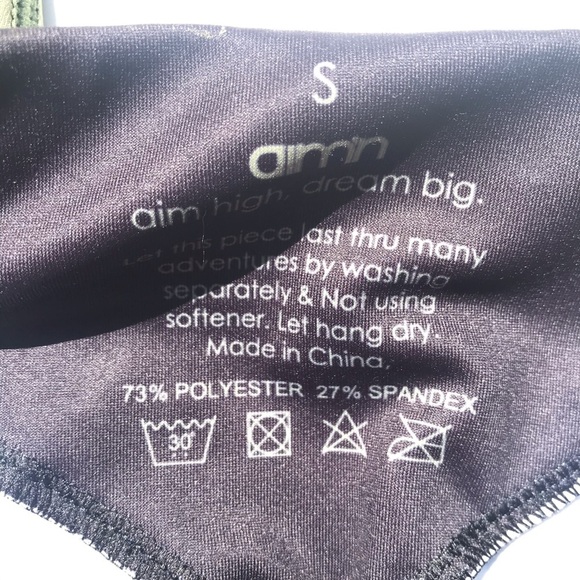 S
aim'n
aim high, dream big.
Let this piece last thru many
adventures by washing
separately & Not using
softener. Let hang dry.
Made in China.
73% POLYESTER 27% SPANDEX
30°